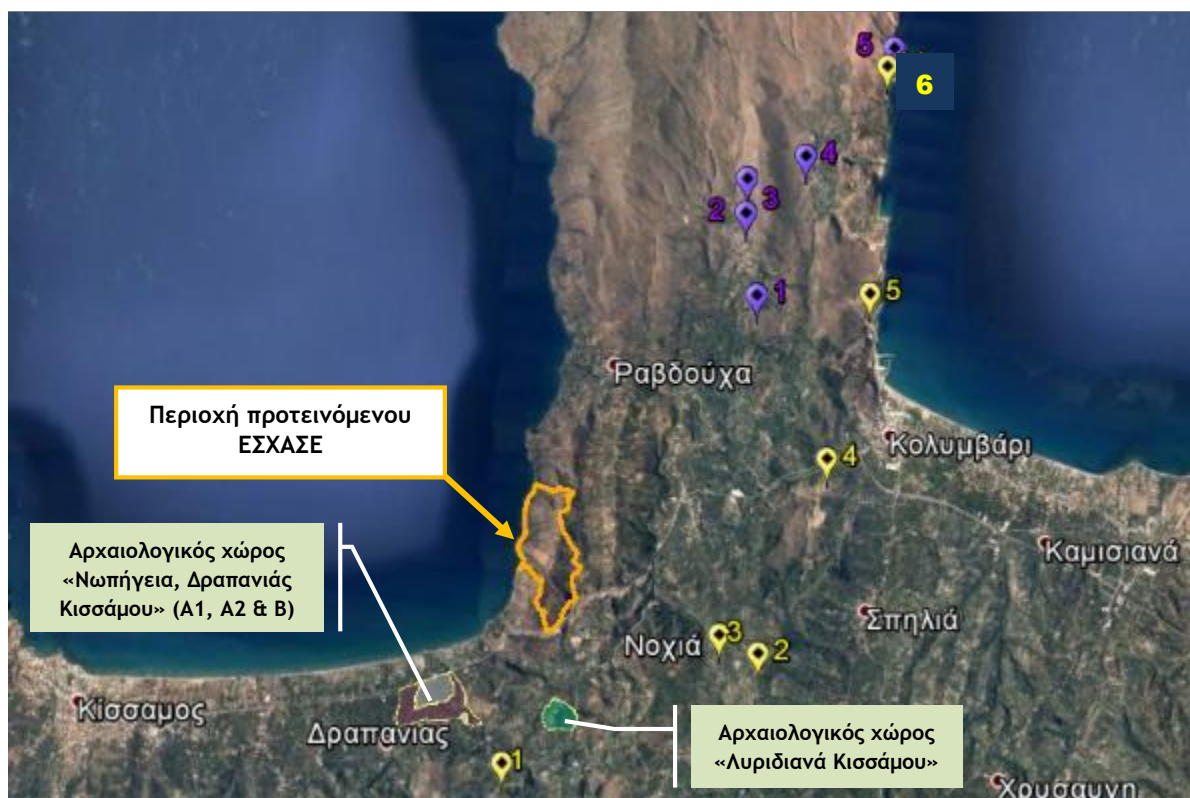 5
6
4
3
2
1
5
Ραβδούχα
Περιοχή προτεινόμενου
ΕΣΧΑΣΕ
Κολυμβάρι
4
Αρχαιολογικός χώρος
«Νωπήγεια, Δραπανιάς
Κισσάμου» (Α1, Α2 & Β)
Καμισιανά
Σπηλιά
Νοχιά
3
2
Κίσσαμος
Δραπανιας
Αρχαιολογικός χώρος
«Λυριδιανά Κισσάμου»
1
Χρυσαυγη